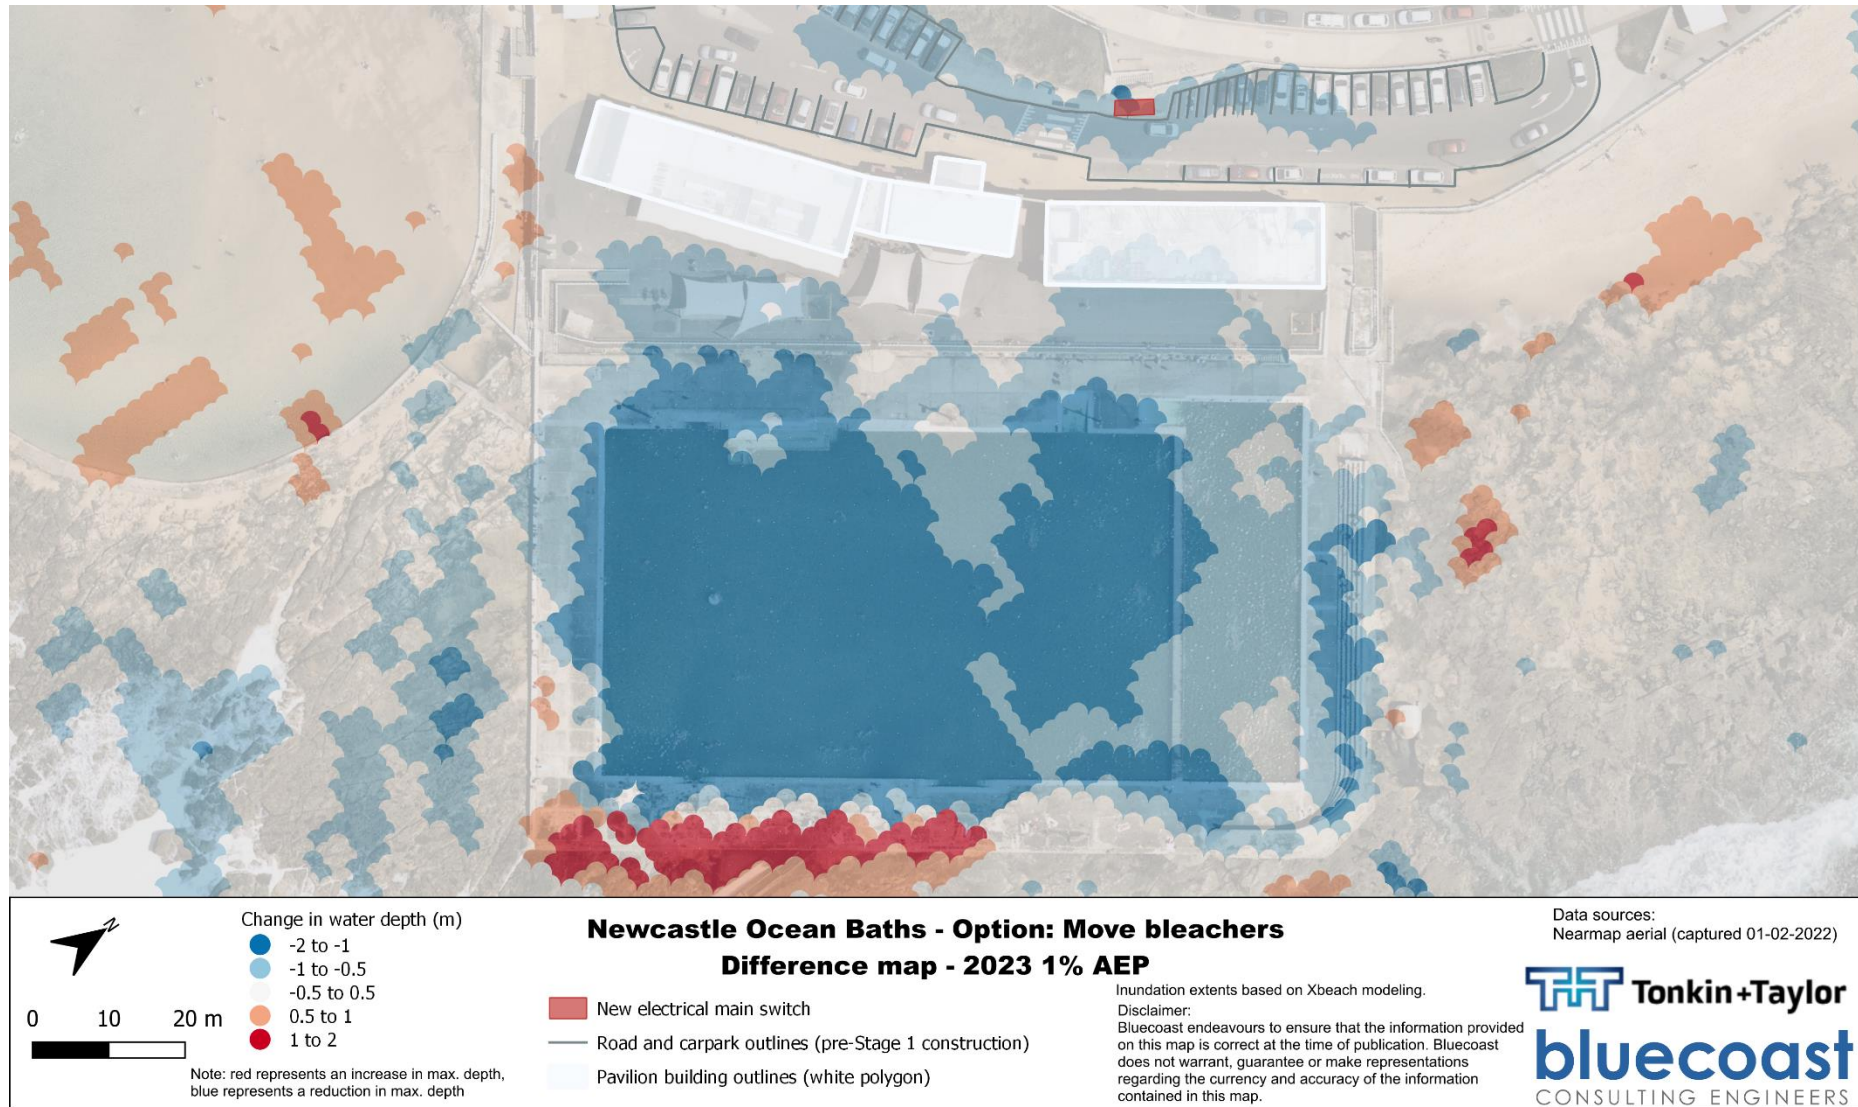 N
0 10 20 m
Change in water depth (m)
-2 to -1
-1 to -0.5
-0.5 to 0.5
0.5 to 1
1 to 2
Note: red represents an increase in max. depth,
blue represents a reduction in max. depth
Newcastle Ocean Baths - Option: Move bleachers
Difference map - 2023 1% AEP
New electrical main switch
Road and carpark outlines (pre-Stage 1 construction)
Pavilion building outlines (white polygon)
Inundation extents based on Xbeach modeling.
Disclaimer:
Bluecoast endeavours to ensure that the information provided
on this map is correct at the time of publication. Bluecoast
does not warrant, guarantee or make representations
regarding the currency and accuracy of the information
contained in this map.
Data sources:
Nearmap aerial (captured 01-02-2022)
T+T Tonkin+Taylor
bluecoast
CONSULTING ENGINEERS